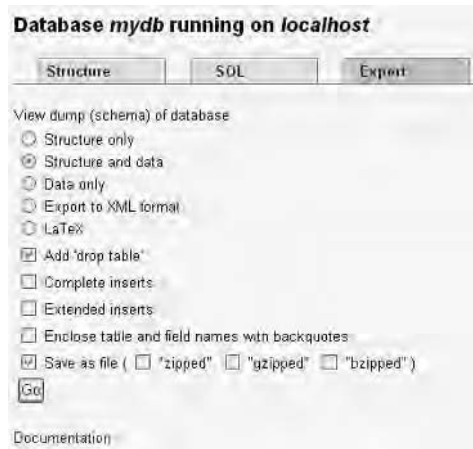 Database mydb running on localhost
Structure SQL Export
View dump (schema) of database
Structure only
Structure and data
Data only
Export to XML format
LaTeX
Add 'drop table'
Complete inserts
Extended inserts
Enclose table and field names with backquotes
Save as file ( "zipped" "gzipped" "bzipped" )
Go
Documentation